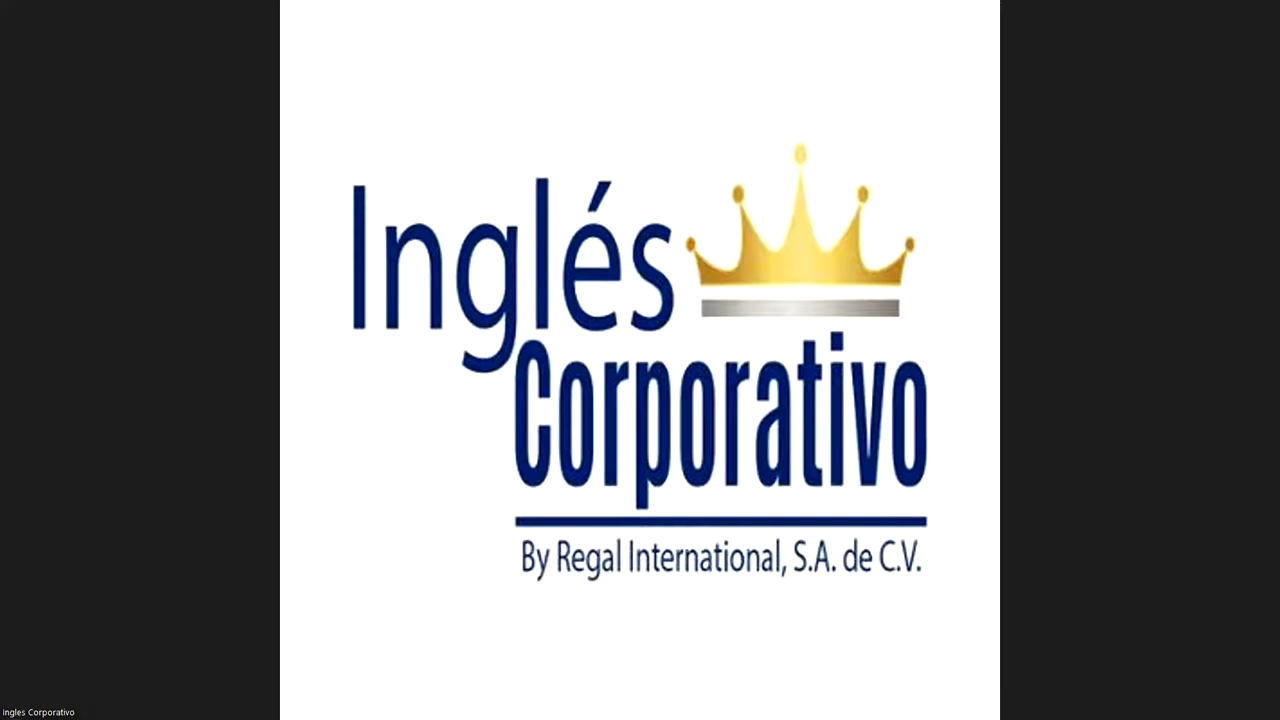 Inglés
Corporativo
By Regal International, S.A. de C.V.
Ingles Corporativo